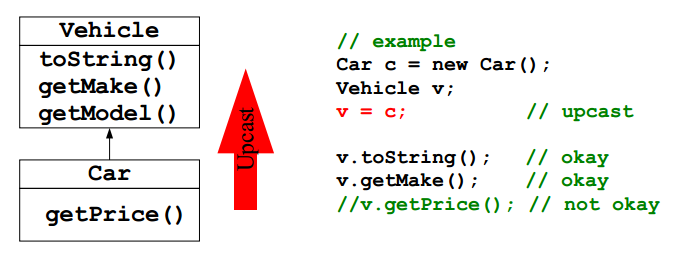 Vehicle
toString()
getMake()
getModel()
Car
getPrice()
Upcast
// example
Car c = new Car();
Vehicle v;
v = c; // upcast
v.toString(); // okay
v.getMake(); // okay
//v.getPrice(); // not okay